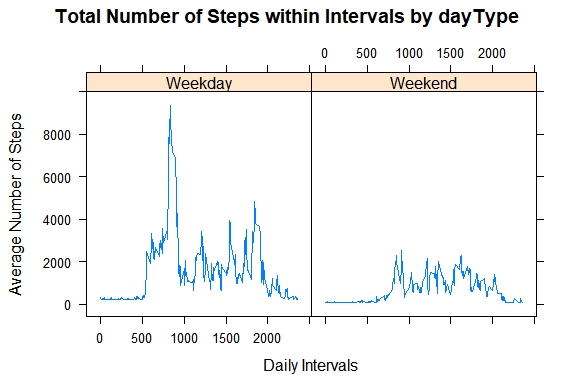 Total Number of Steps within Intervals by dayType
0 500 1000 1500 2000
Weekday Weekend
Average Number of Steps
8000
6000
4000
2000
0
0 500 1000 1500 2000
Daily Intervals